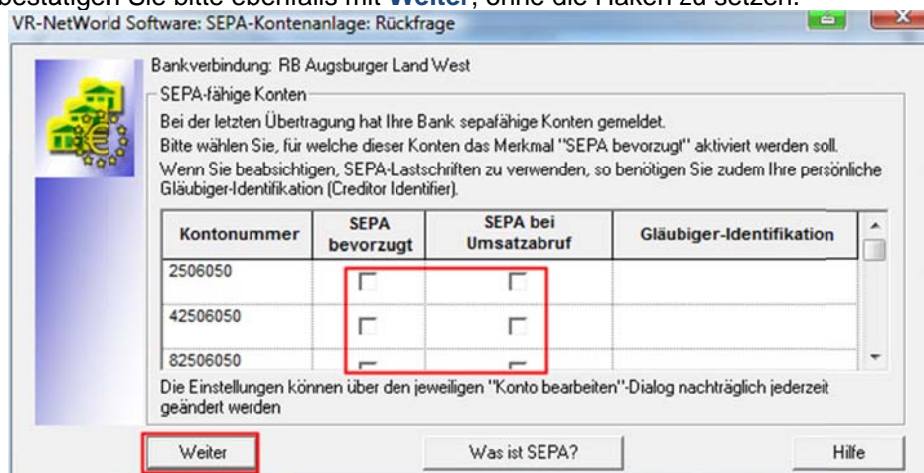 bestätigen Sie bitte ebenfalls mit Weiter, ohne die Haken zu setzen.
VR-NetWorld Software: SEPA-Kontenanlage: Rückfrage
Bankverbindung: RB Augsburger Land West
SEPA-fähige Konten
Bei der letzten Übertragung hat Ihre Bank sepafähige Konten gemeldet.
Bitte wählen Sie, für welche dieser Konten das Merkmal "SEPA bevorzugt" aktiviert werden soll.
Wenn Sie beabsichtigen, SEPA-Lastschriften zu verwenden, so benötigen Sie zudem Ihre persönliche
Gläubiger-Identifikation (Creditor Identifier).
Kontonummer SEPA bevorzugt SEPA bei Umsatzabruf Gläubiger-Identifikation
2506050
42506050
82506050
Die Einstellungen können über den jeweiligen "Konto bearbeiten"-Dialog nachträglich jederzeit
geändert werden
Weiter Was ist SEPA? Hilfe